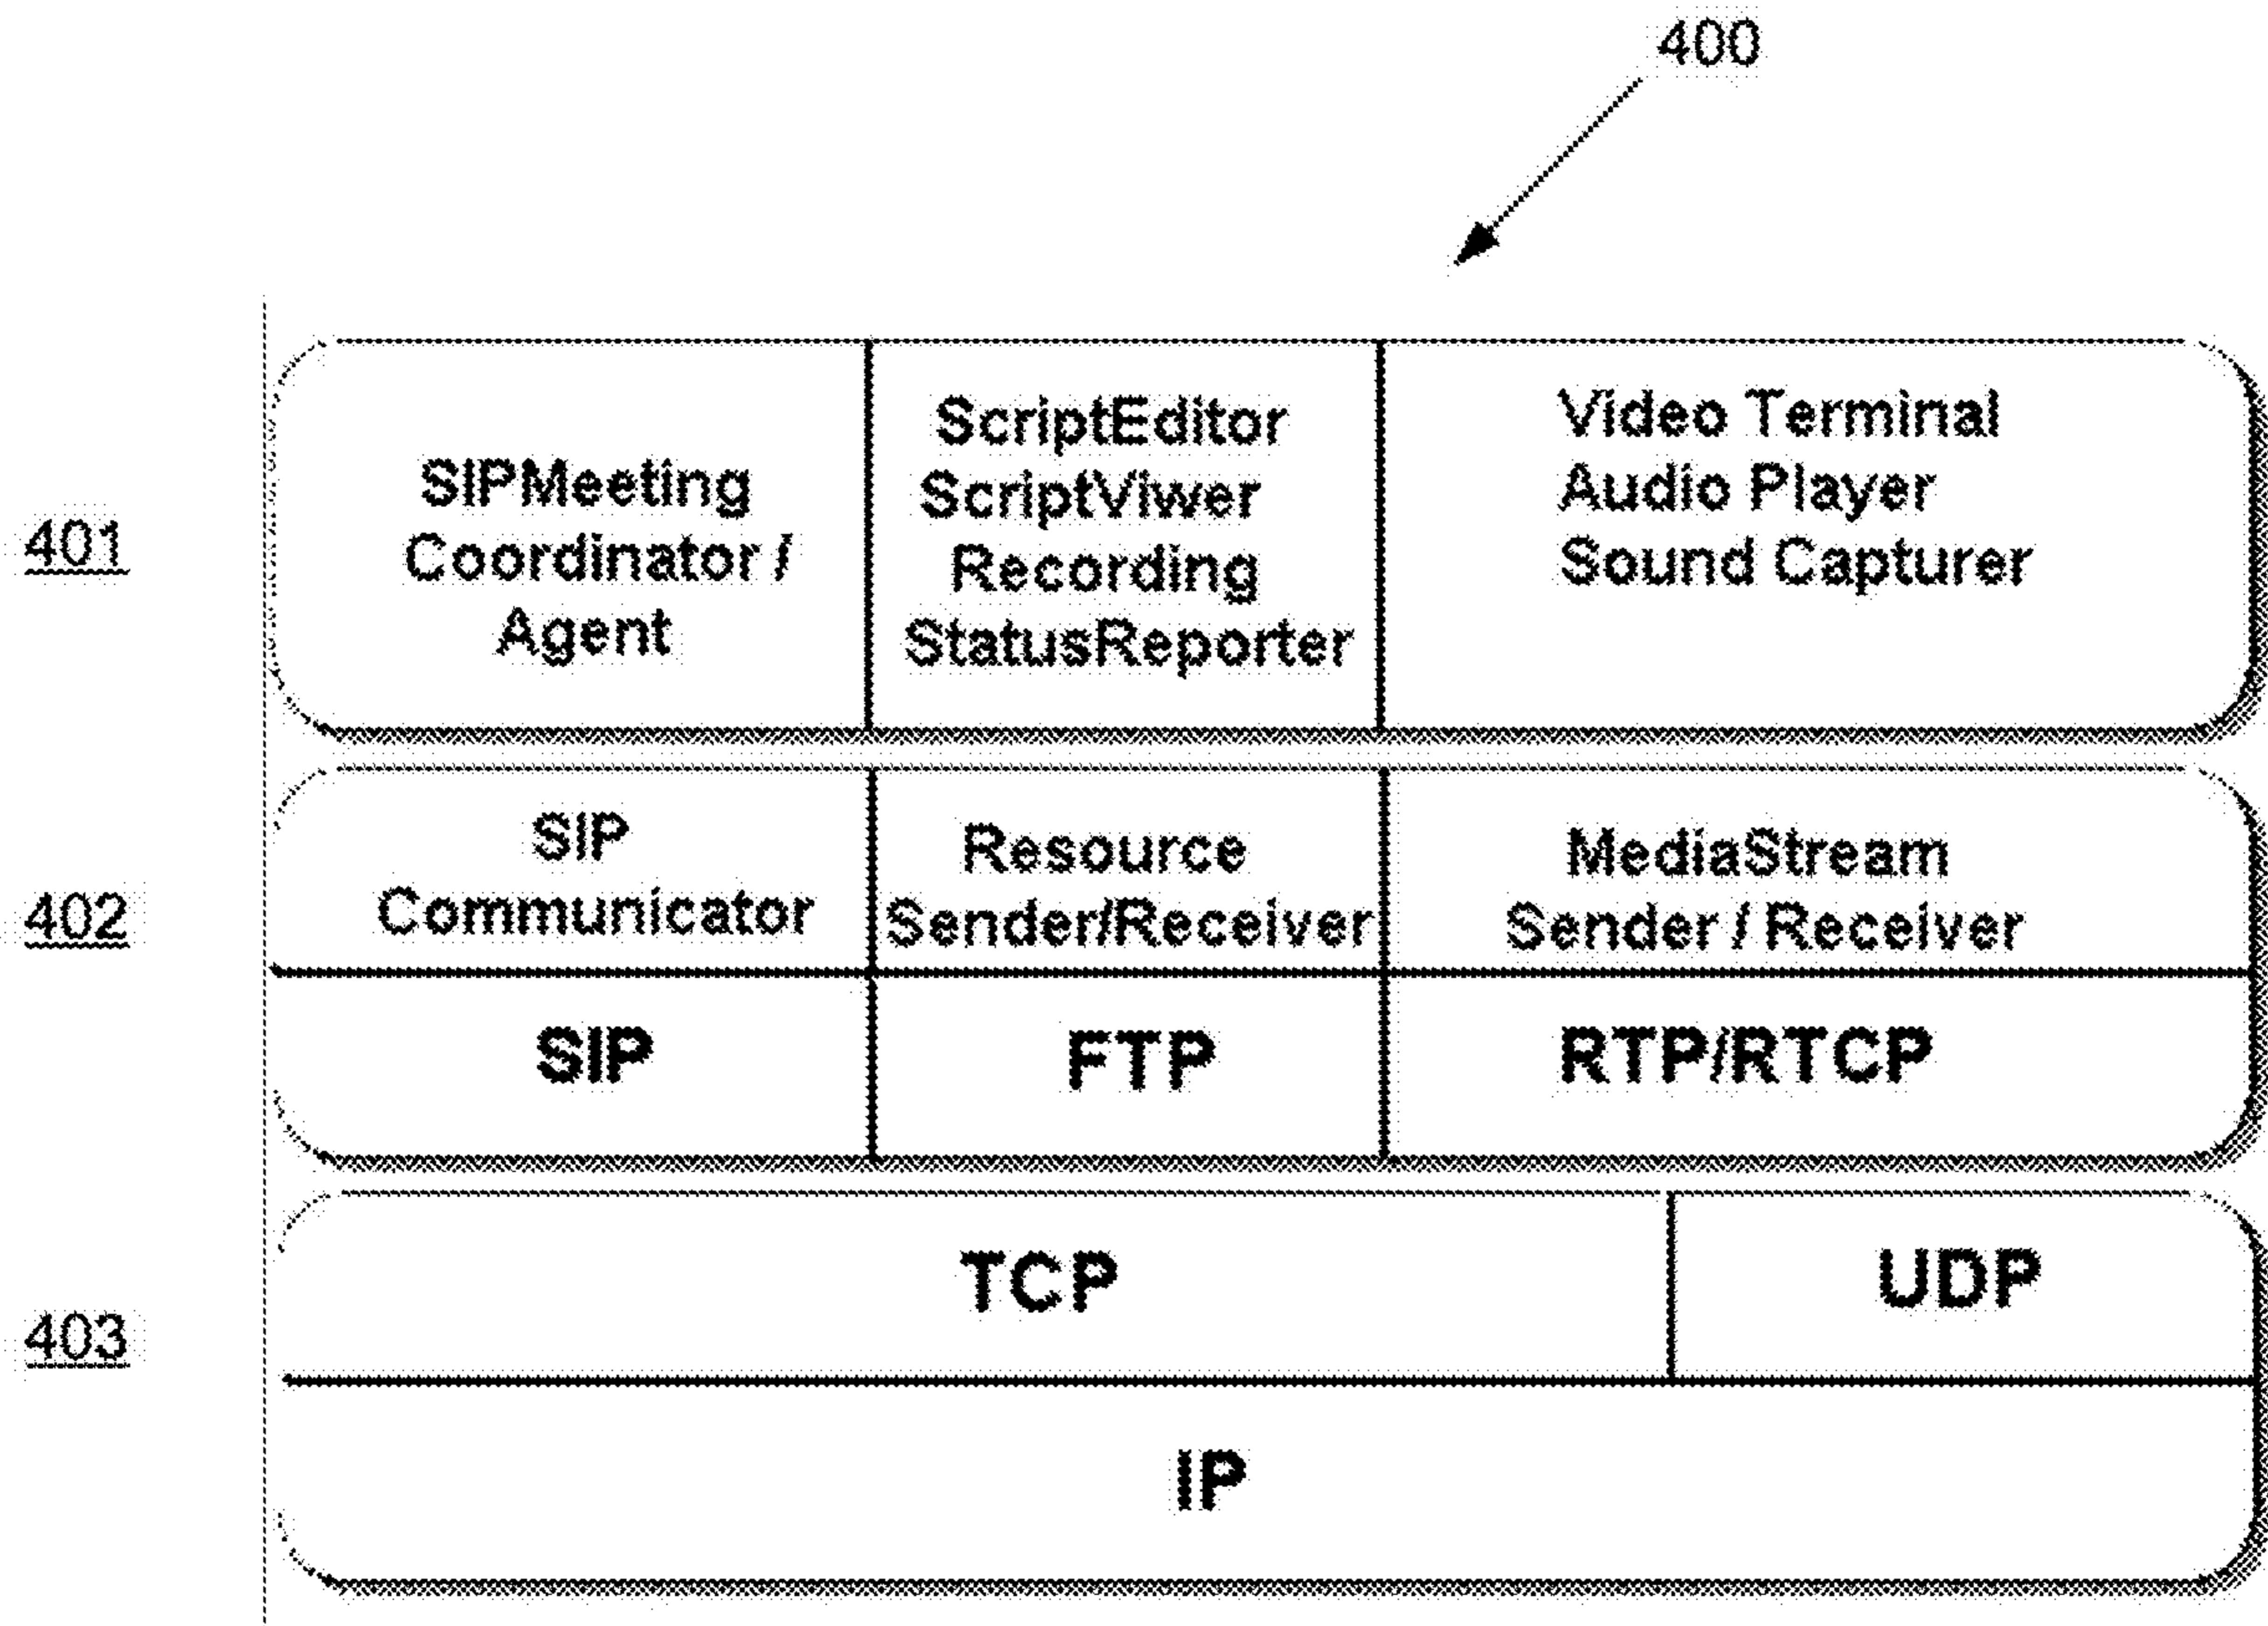 400
401
SIPMeeting
Coordinator /
Agent
ScriptEditor
ScriptViwer
Recording
StatusReporter
Video Terminal
Audio Player
Sound Capturer
402
SIP
Communicator
Resource
Sender/Receiver
MediaStream
Sender / Receiver
SIP
FTP
RTP/RTCP
403
TCP
UDP
IP